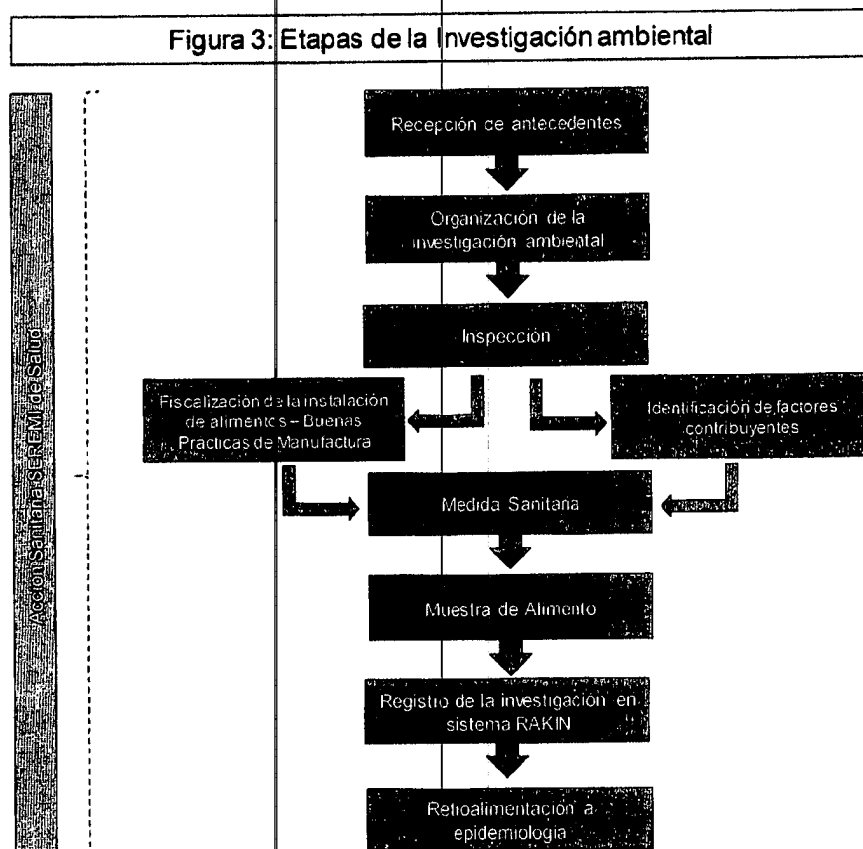 Figura 3: Etapas de la Investigación ambiental
Acción Sanitaria SEREMI de Salud
Recepción de antecedentes
Organización de la
investigación ambiental
Inspección
Fiscalización de la instalación
de alimentos – Buenas
Prácticas de Manufactura
Identificación de factores
contribuyentes
Medida Sanitaria
Muestra de Alimento
Registro de la investigación en
sistema RAKIN
Retroalimentación a
epidemiología